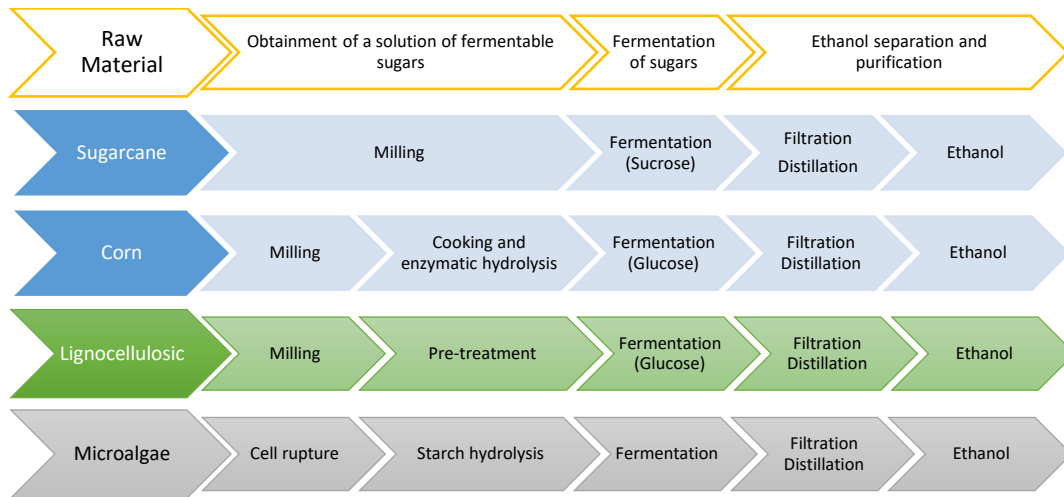 Raw
Material
Obtainment of a solution of fermentable
sugars
Fermentation
of sugars
Ethanol separation and
purification
Sugarcane
Milling
Fermentation
(Sucrose)
Filtration
Distillation
Ethanol
Corn
Milling
Cooking and
enzymatic hydrolysis
Fermentation
(Glucose)
Filtration
Distillation
Ethanol
Lignocellulosic
Milling
Pre-treatment
Fermentation
(Glucose)
Filtration
Distillation
Ethanol
Microalgae
Cell rupture
Starch hydrolysis
Fermentation
Filtration
Distillation
Ethanol